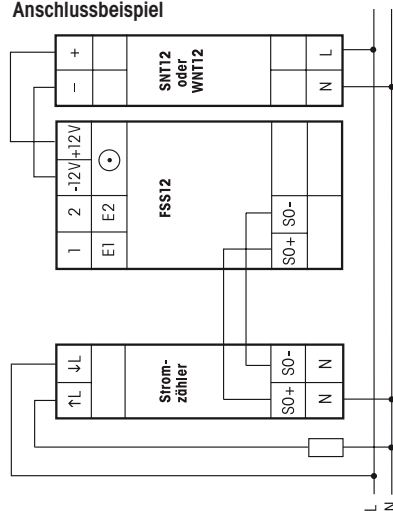 Anschlussbeispiel
+
−
SNT12
oder
WNT12
L
N
+12V
-12V
2
1
E2
E1
FSS12
S0-
S0+
↓L
↑L
Strom-
zähler
S0-
S0+
N
N
L
N